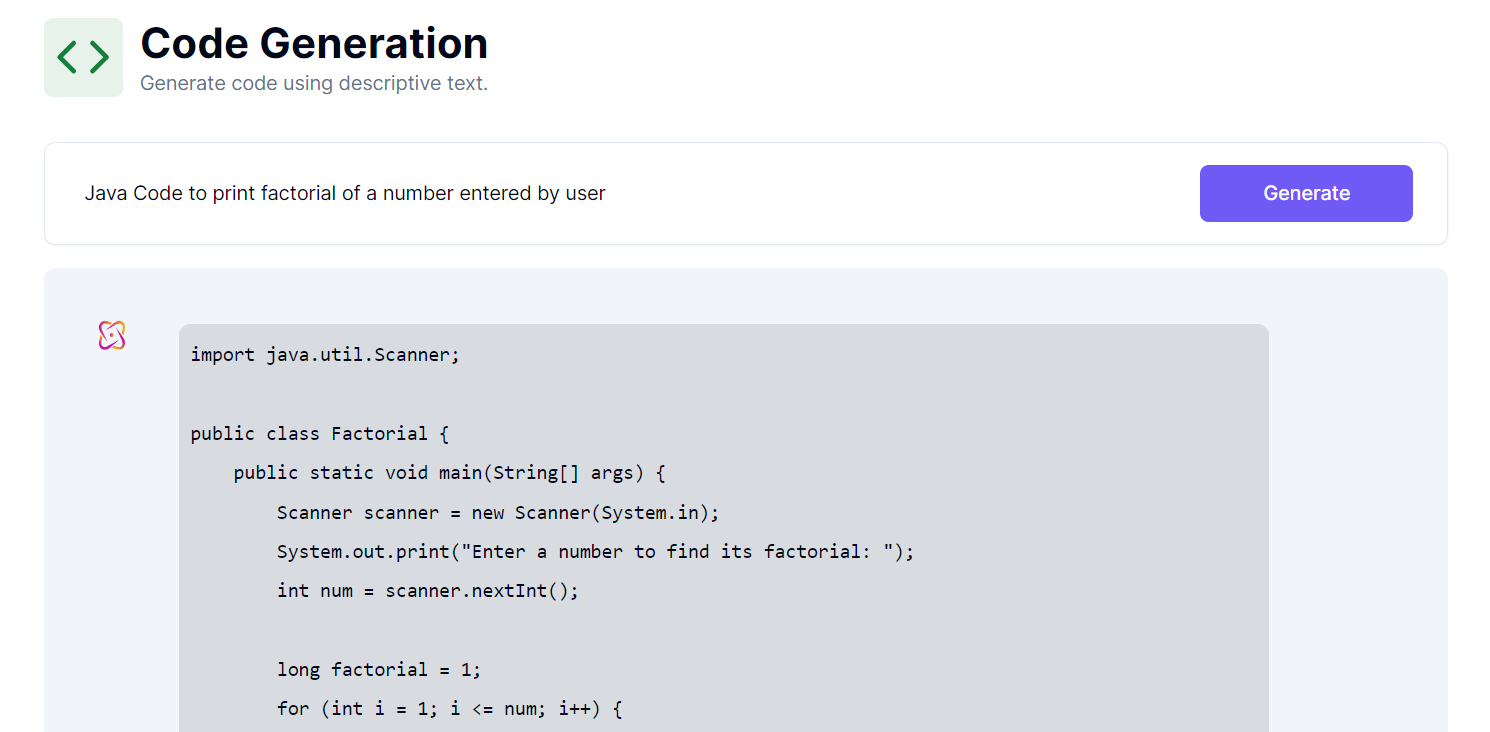 Code Generation
Generate code using descriptive text.
Java Code to print factorial of a number entered by user
Generate
import java.util.Scanner;
public class Factorial {
    public static void main(String[] args) {
        Scanner scanner = new Scanner(System.in);
        System.out.print("Enter a number to find its factorial: ");
        int num = scanner.nextInt();
        long factorial = 1;
        for (int i = 1; i <= num; i++) {